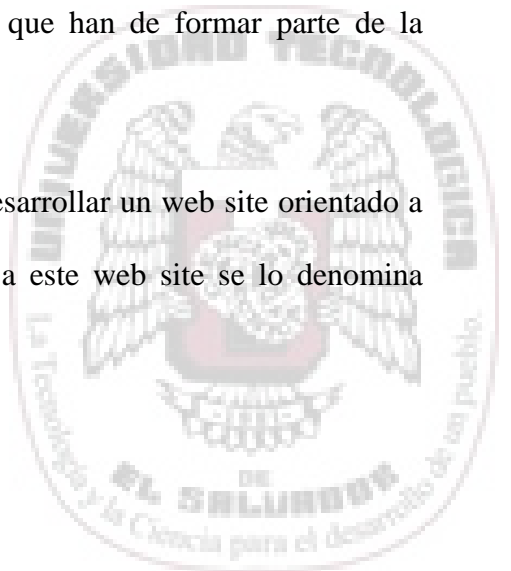 que han de formar parte de la
UNIVERSIDAD TECNOLOGICA
esarrollar un web site orientado a
a este web site se lo denomina
DE
EL SALVADOR
La Tecnología y la Ciencia para el desarrollo de un pueblo.